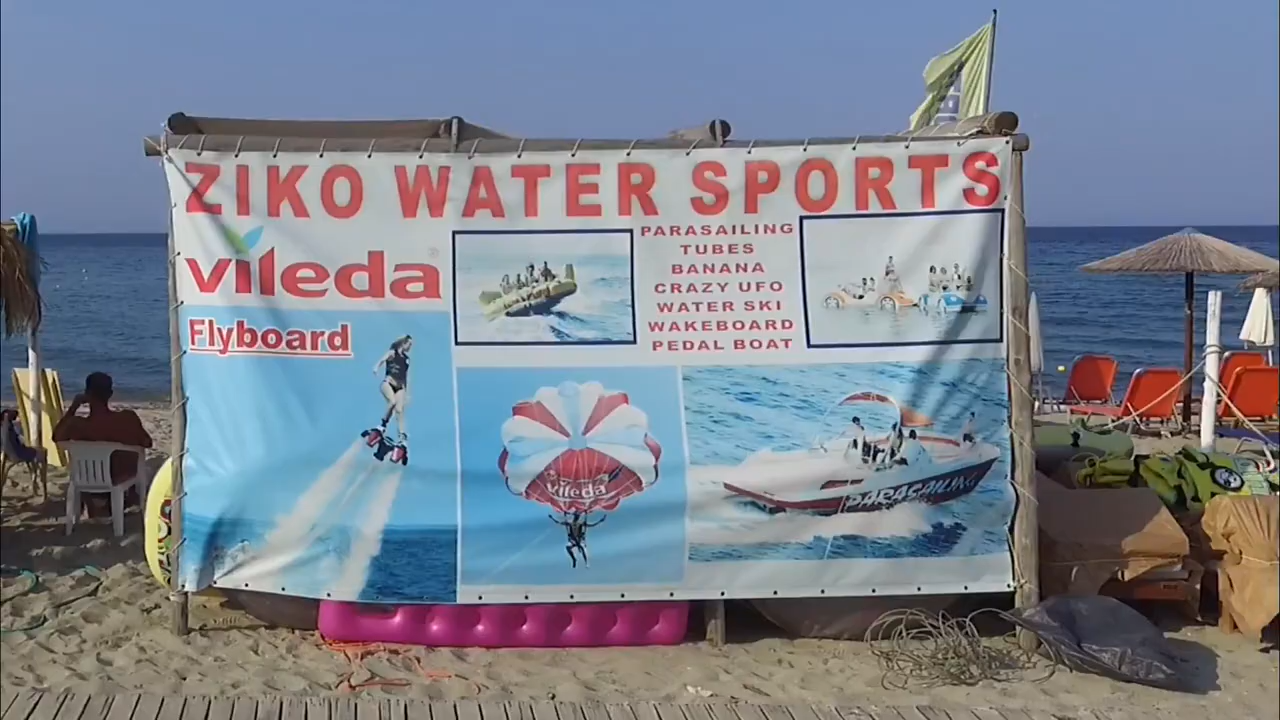 ZIKO WATER SPORTS
vileda®
Flyboard
PARASAILING
TUBES
BANANA
CRAZY UFO
WATER SKI
WAKEBOARD
PEDAL BOAT
vileda
PARASAILING